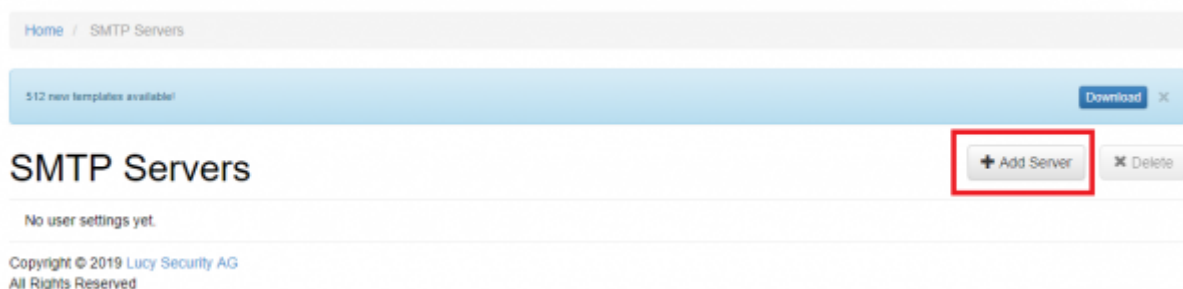 Home / SMTP Servers
512 new templates available!
Download ×
SMTP Servers
+ Add Server
✖ Delete
No user settings yet.
Copyright © 2019 Lucy Security AG
All Rights Reserved